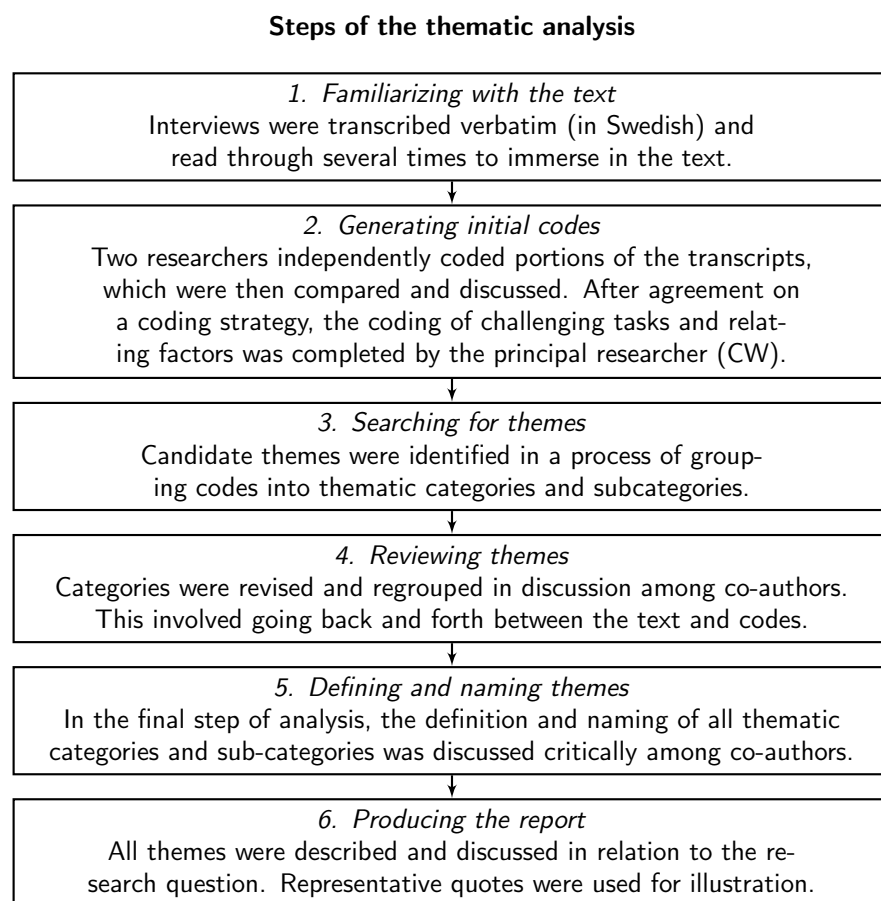 Steps of the thematic analysis
1. Familiarizing with the text
Interviews were transcribed verbatim (in Swedish) and
read through several times to immerse in the text.
2. Generating initial codes
Two researchers independently coded portions of the transcripts,
which were then compared and discussed. After agreement on
a coding strategy, the coding of challenging tasks and relat-
ing factors was completed by the principal researcher (CW).
3. Searching for themes
Candidate themes were identified in a process of group-
ing codes into thematic categories and subcategories.
4. Reviewing themes
Categories were revised and regrouped in discussion among co-authors.
This involved going back and forth between the text and codes.
5. Defining and naming themes
In the final step of analysis, the definition and naming of all thematic
categories and sub-categories was discussed critically among co-authors.
6. Producing the report
All themes were described and discussed in relation to the re-
search question. Representative quotes were used for illustration.